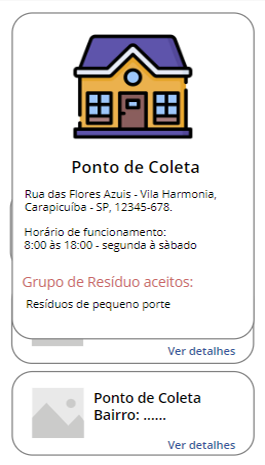 Ponto de Coleta
Rua das Flores Azuis - Vila Harmonia,
Carapicuíba - SP, 12345-678.
Horário de funcionamento:
8:00 às 18:00 - segunda à sàbado
Grupo de Resíduo aceitos:
Resíduos de pequeno porte
Ver detalhes
Ponto de Coleta
Bairro: ......
Ver detalhes